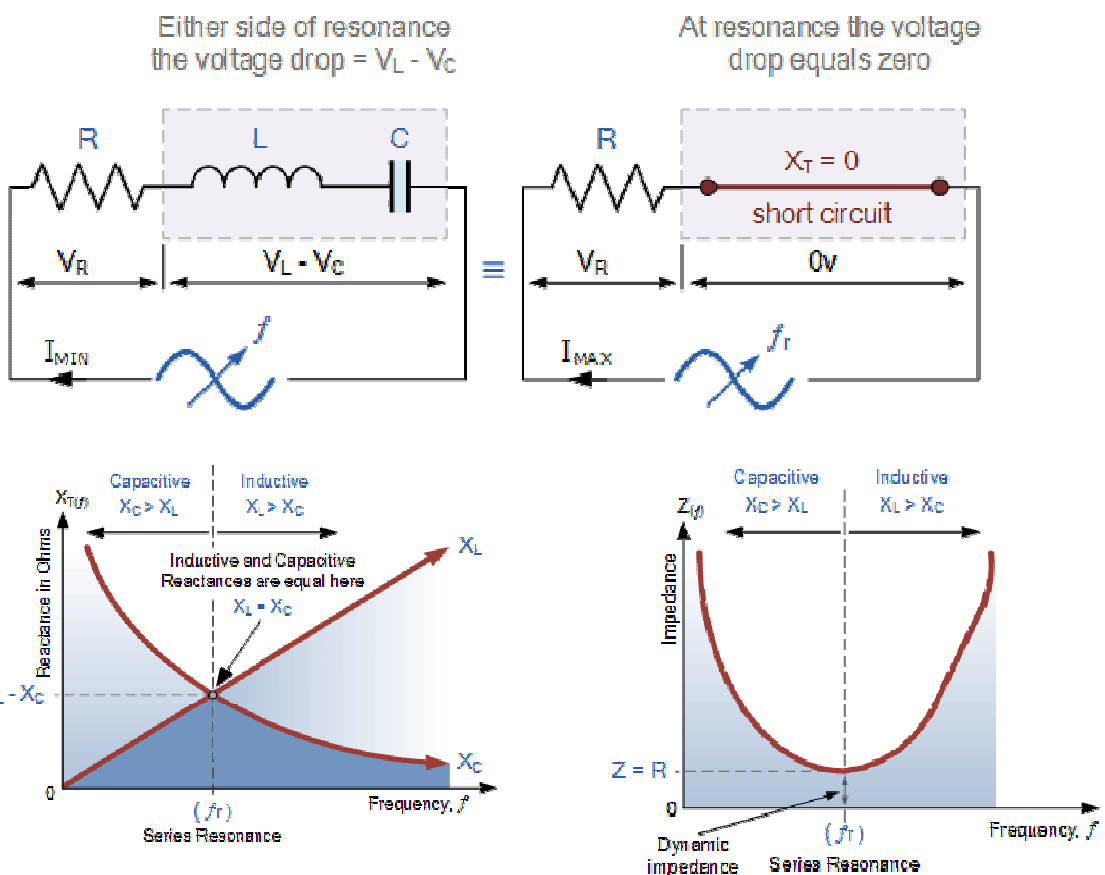 Either side of resonance
the voltage drop = VL - VC
At resonance the voltage
drop equals zero
R
L
C
R
XT = 0
short circuit
VR
VL - VC
≡
VR
0v
IMIN
f
IMAX
fr
XT(f)
Capacitive
XC > XL
Inductive
XL > XC
Reactance in Ohms
Inductive and Capacitive
Reactances are equal here
XL - XC
XL
L - XC
XC
0
(fr)
Frequency, f
Series Resonance
Z(f)
Capacitive
XC > XL
Inductive
XL > XC
Impedance
Z = R
0
Dynamic
impedance
(fr)
Frequency, f
Series Resonance